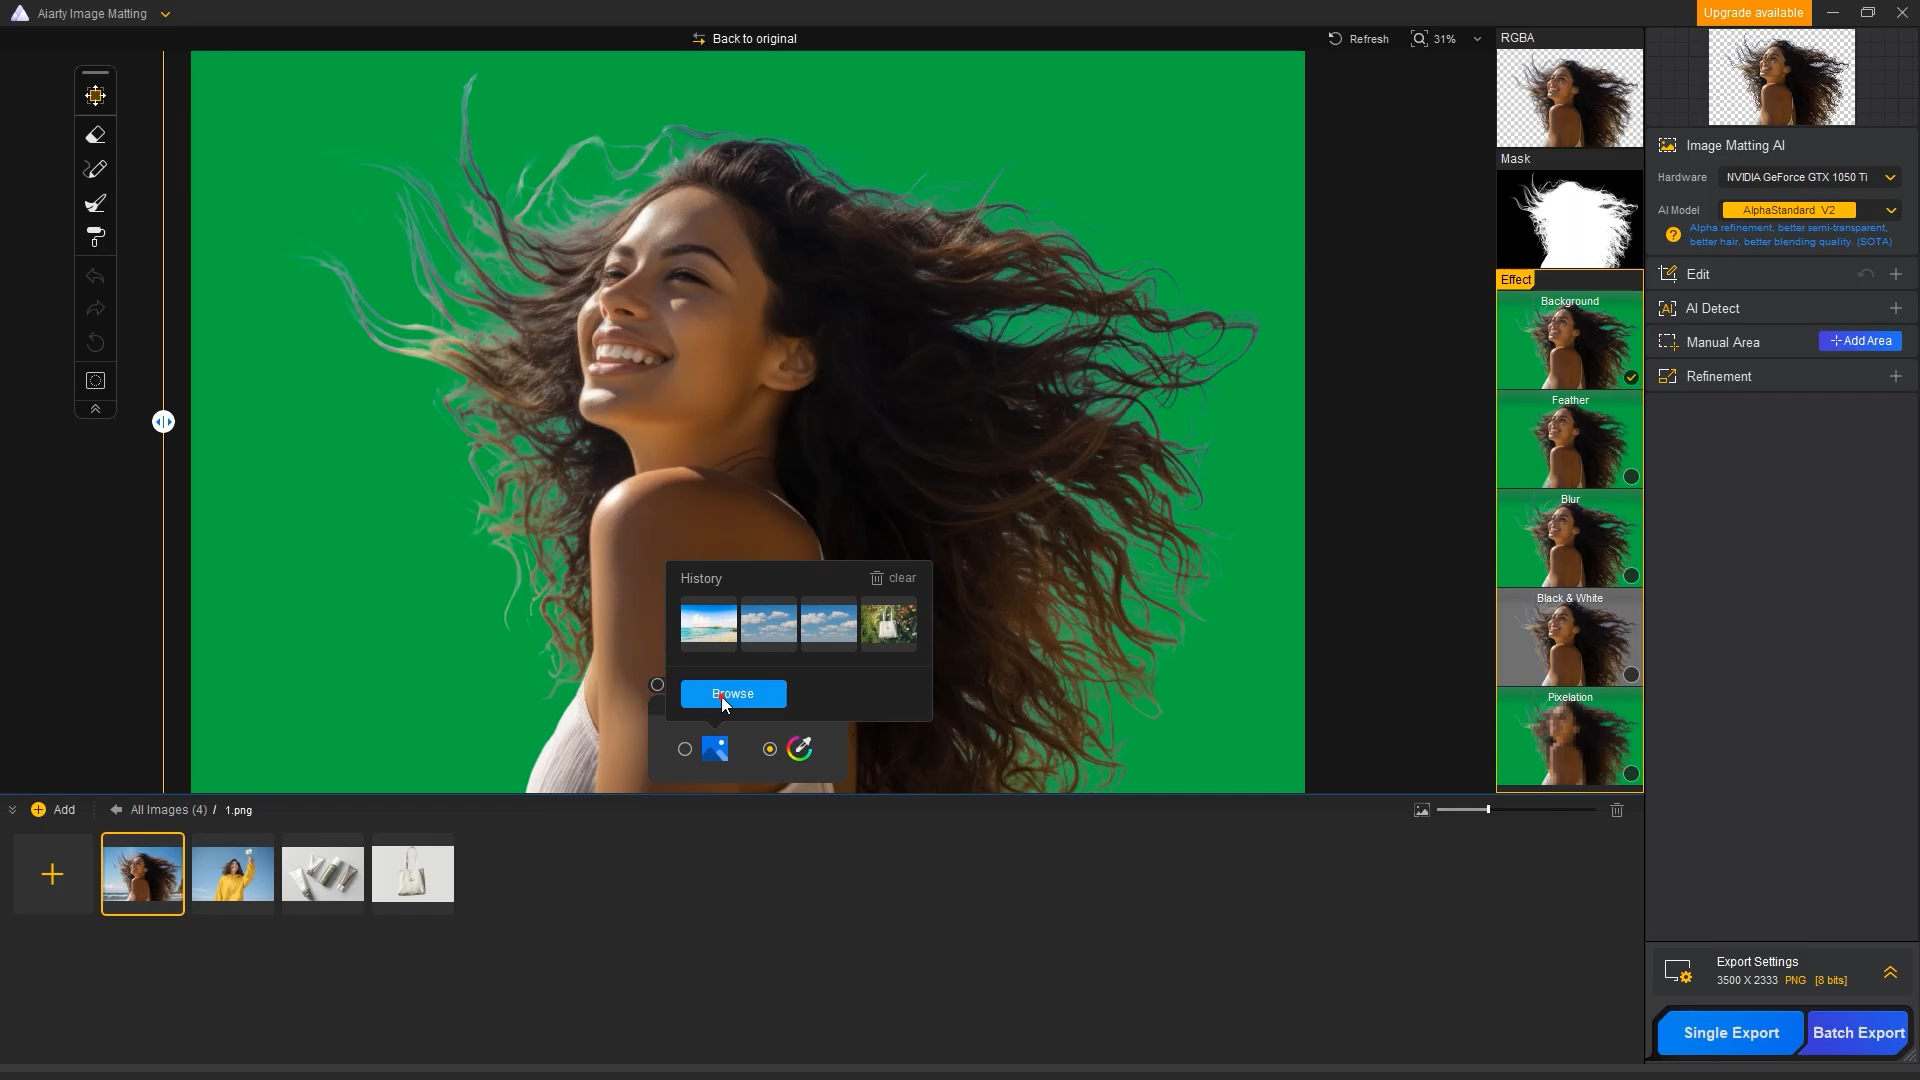 Aiarty Image Matting
Upgrade available
Back to original
Refresh
31%
RGBA
Mask
Effect
Background
Feather
Blur
Black & White
Pixelation
Image Matting AI
Hardware
NVIDIA GeForce GTX 1050 Ti
AI Model
AlphaStandard V2
Alpha refinement, better semi-transparent,
better hair, better blending quality. (SOTA)
Edit
AI Detect
Manual Area
Add Area
Refinement
History
clear
Browse
Add
All Images (4) / 1.png
Export Settings
3500 X 2333 PNG [8 bits]
Single Export
Batch Export